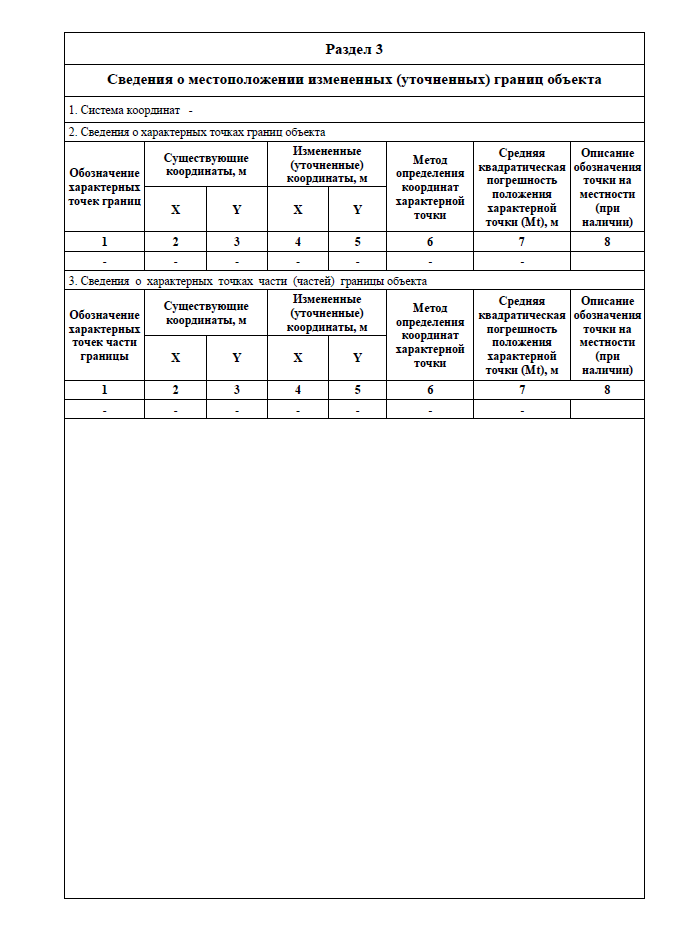 Раздел 3
Сведения о местоположении измененных (уточненных) границ объекта
1. Система координат -
2. Сведения о характерных точках границ объекта
Обозначение
характерных
точек границ
Существующие
координаты, м
Измененные
(уточненные)
координаты, м
Метод
определения
координат
характерной
точки
Средняя
квадратическая
погрешность
положения
характерной
точки (Mt), м
Описание
обозначения
точки на
местности
(при
наличии)
X Y X Y
1 2 3 4 5 6 7 8
- - - - - - -
3. Сведения о характерных точках части (частей) границы объекта
Обозначение
характерных
точек части
границы
Существующие
координаты, м
Измененные
(уточненные)
координаты, м
Метод
определения
координат
характерной
точки
Средняя
квадратическая
погрешность
положения
характерной
точки (Mt), м
Описание
обозначения
точки на
местности
(при
наличии)
X Y X Y
1 2 3 4 5 6 7 8
- - - - - - -